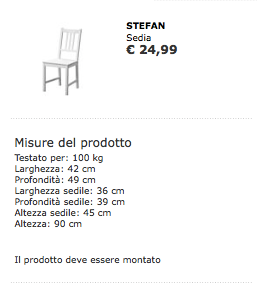 STEFAN
Sedia
€ 24,99
Misure del prodotto
Testato per: 100 kg
Larghezza: 42 cm
Profondità: 49 cm
Larghezza sedile: 36 cm
Profondità sedile: 39 cm
Altezza sedile: 45 cm
Altezza: 90 cm
Il prodotto deve essere montato